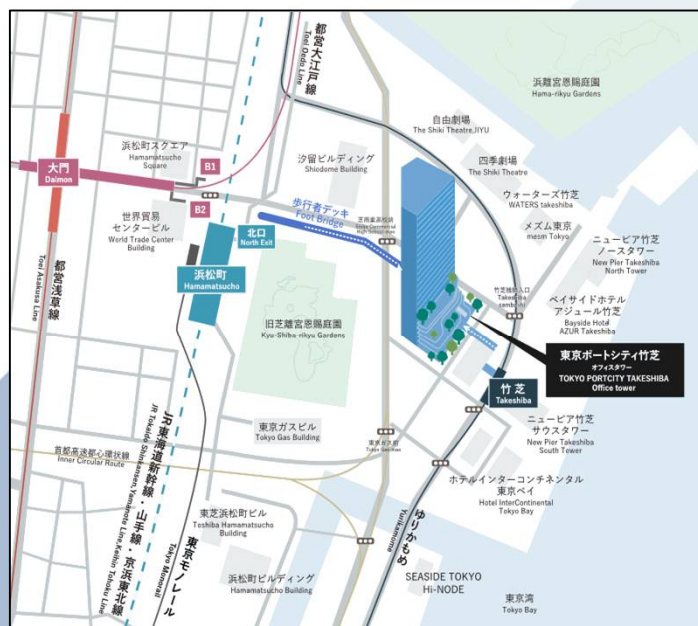 都営大江戸線
Toei Oedo Line
浜離宮恩賜庭園
Hama-rikyu Gardens
自由劇場
The Shiki Theatre, JIYU
四季劇場
The Shiki Theatre
浜松町スクエア
Hamamatsucho
Square
B1
汐留ビルディング
Shiodome Building
大門
Daimon
ウォーターズ竹芝
WATERS takeshiba
B2
歩行者デッキ
Foot Bridge
メズム東京
mesm Tokyo
世界貿易
センタービル
World Trade Center
Building
北口
North Exit
ニューピア竹芝
ノースタワー
New Pier Takeshiba
North Tower
浜松町
Hamamatsucho
都営浅草線
Toei Asakusa Line
旧芝離宮恩賜庭園
Kyu-Shiba-rikyu Gardens
ベイサイドホテル
アジュール竹芝
Bayside Hotel
AZUR Takeshiba
東京ポートシティ竹芝
オフィスタワー
TOKYO PORTCITY TAKESHIBA
Office tower
竹芝
Takeshiba
東京ガスビル
Tokyo Gas Building
ニューピア竹芝
サウスタワー
New Pier Takeshiba
South Tower
首都高速都心環状線
Inner Circular Route
JR東海道新幹線・山手線・京浜東北線
JR Tokaido Shinkansen,Yamanote Line,Keihin Tohoku Line
東京モノレール
Tokyo Monorail
ホテルインターコンチネンタル
東京ベイ
Hotel InterContinental
Tokyo Bay
東芝浜松町ビル
Toshiba Hamamatsucho
Building
ゆりかもめ
Yurikamome
浜松町ビルディング
Hamamatsucho Building
SEASIDE TOKYO
Hi-NODE
東京湾
Tokyo Bay